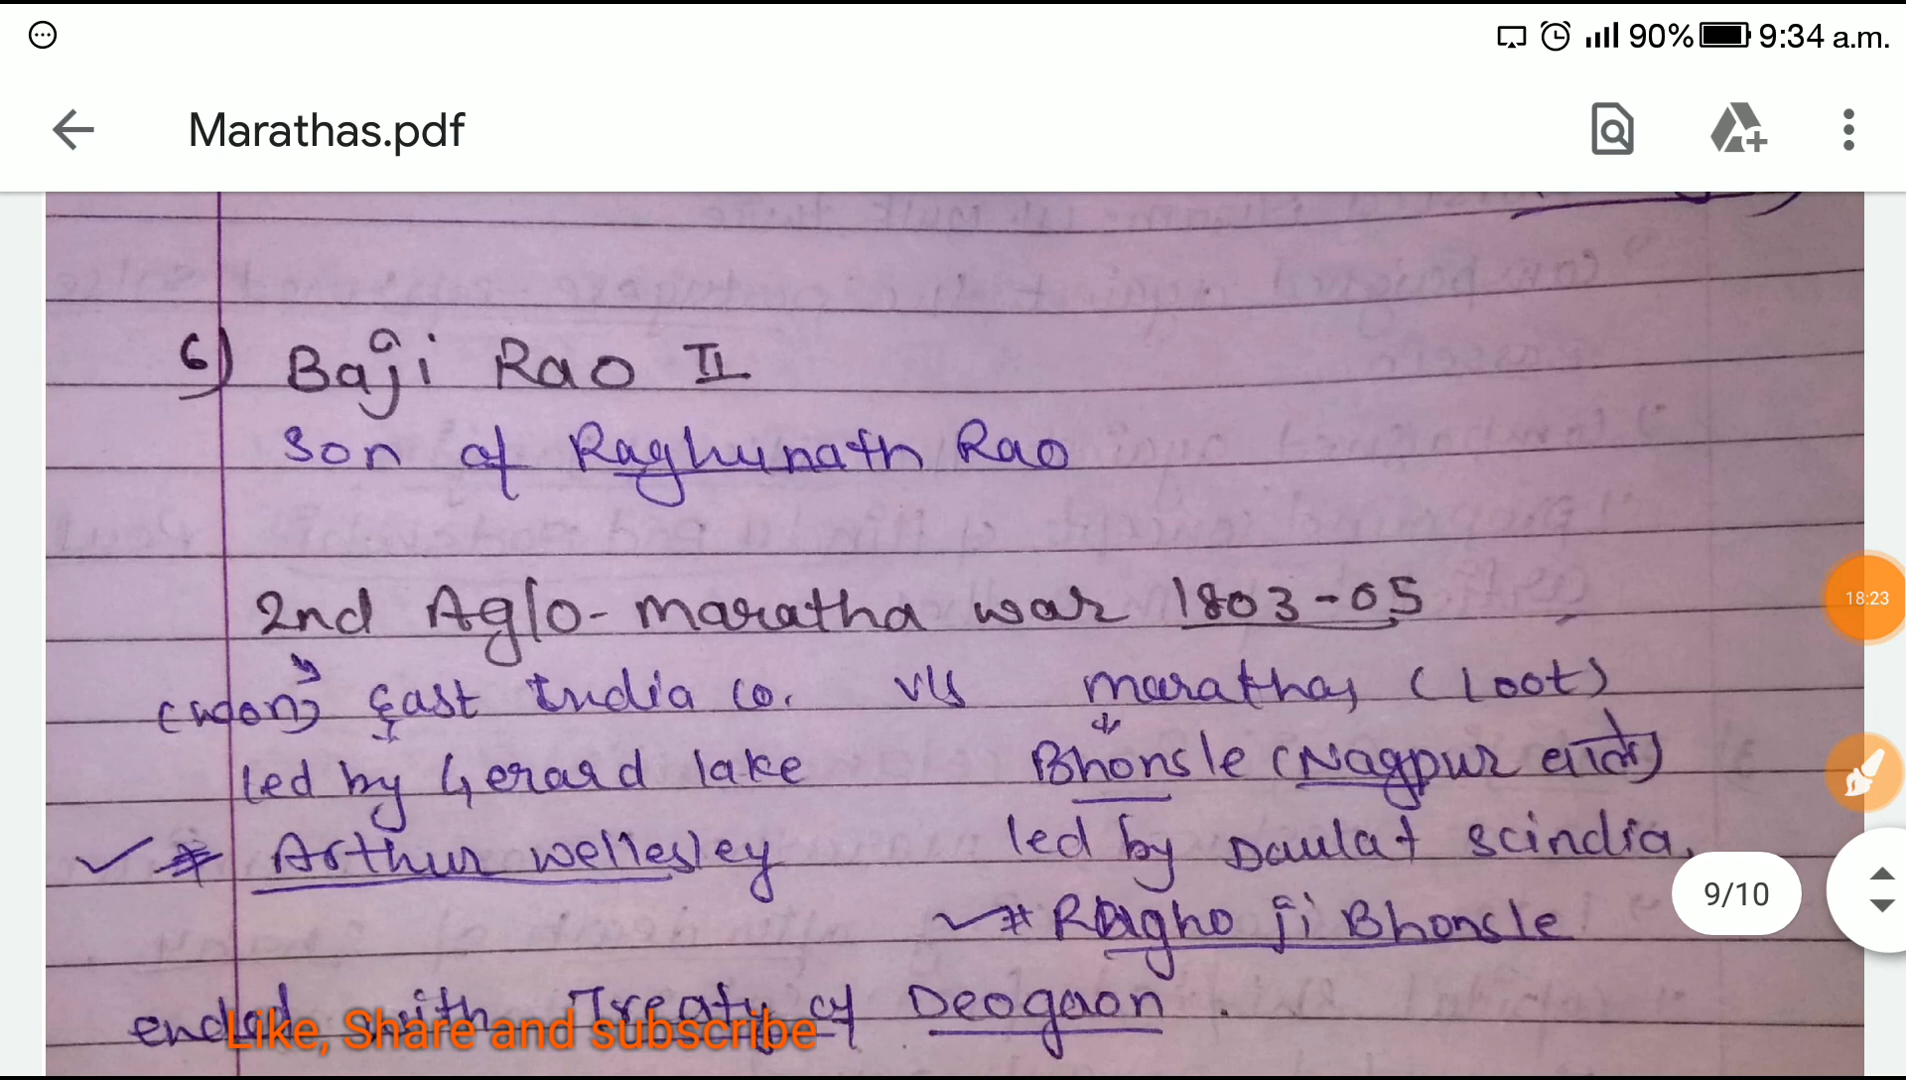 90% 9:34 a.m.
Marathas.pdf
6) Baji Rao II
son of Raghunath Rao
2nd Aglo-maratha war 1803-05
(won) East India co. v/s marathas (loot)
led by Gerard lake Bhonsle (Nagpur वाले)
Arthur wellesley led by Daulat scindia.
Ragho ji Bhonsle
ended with Treaty of Deogaon.
Like, Share and subscribe
18:23
9/10